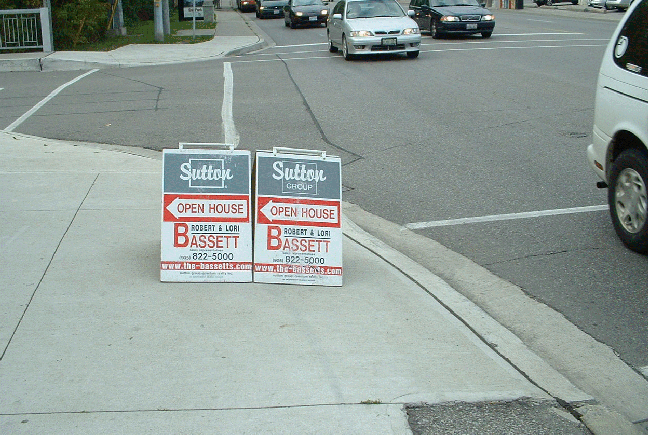 Sutton
OPEN HOUSE
ROBERT & LORI
BASSETT
822-5000
www.the-bassetts.com
Sutton
GROUP
OPEN HOUSE
ROBERT & LORI
BASSETT
822-5000
www.the-bassetts.com